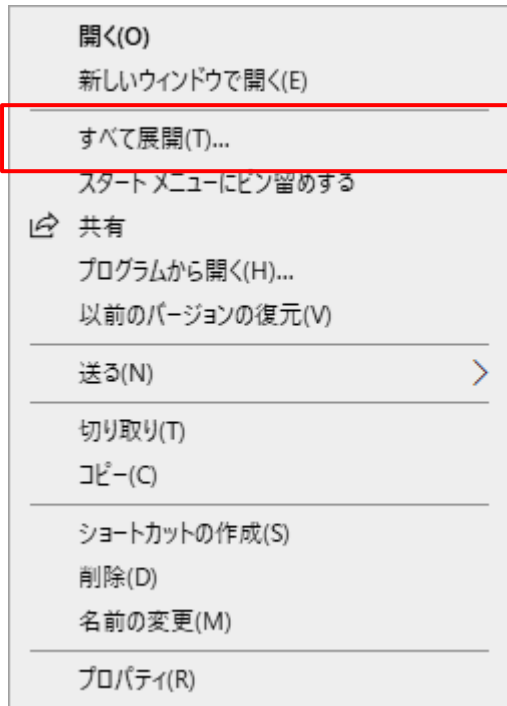 開く(O)
新しいウィンドウで開く(E)
すべて展開(T)...
スタート メニューにピン留めする
共有
プログラムから開く(H)...
以前のバージョンの復元(V)
送る(N)
切り取り(T)
コピー(C)
ショートカットの作成(S)
削除(D)
名前の変更(M)
プロパティ(R)